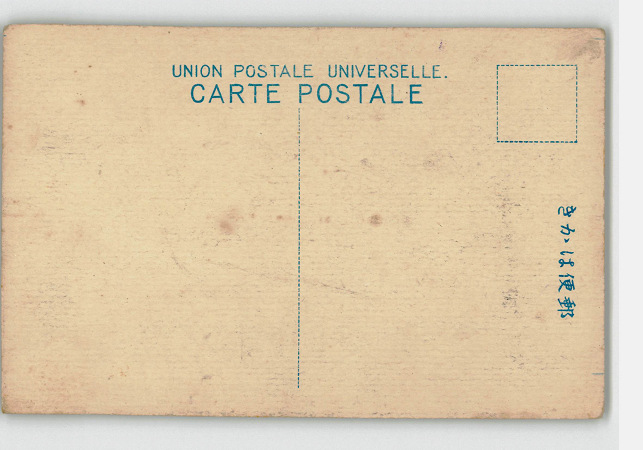 UNION POSTALE UNIVERSELLE.
CARTE POSTALE
郵便はかき